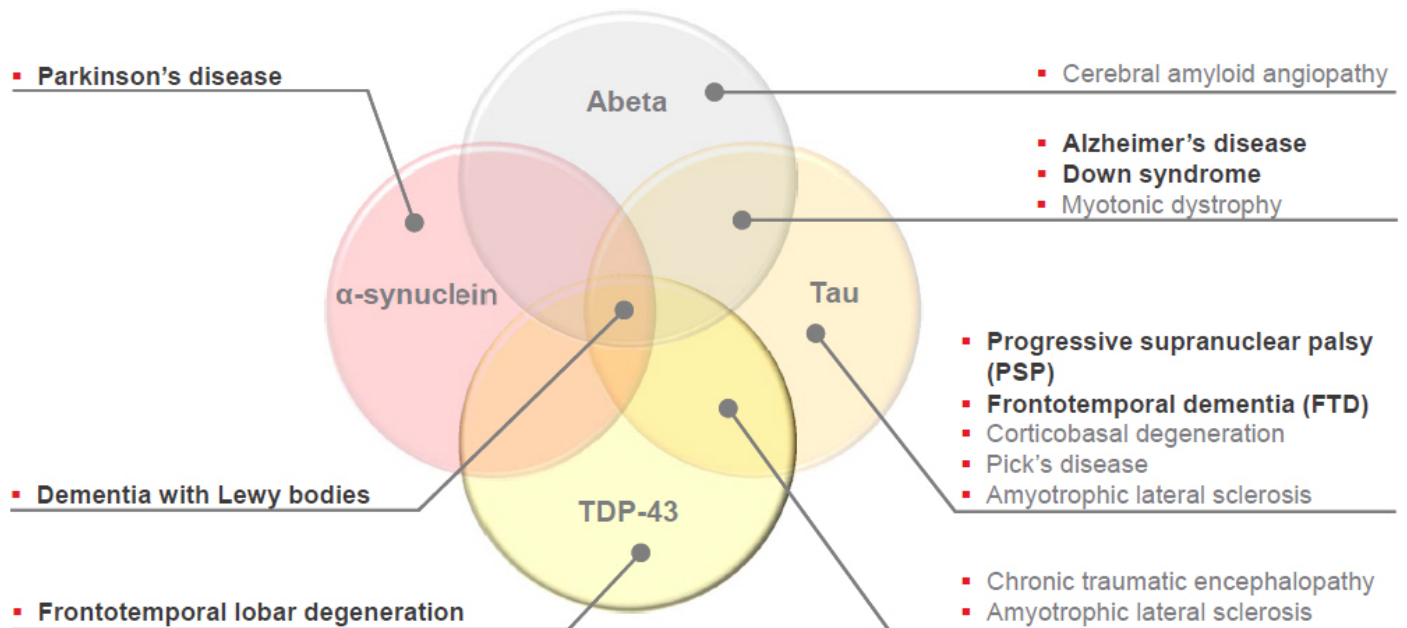 ▪ Parkinson's disease
Abeta
▪ Cerebral amyloid angiopathy
▪ Alzheimer's disease
▪ Down syndrome
▪ Myotonic dystrophy
α-synuclein
Tau
▪ Progressive supranuclear palsy
(PSP)
▪ Frontotemporal dementia (FTD)
▪ Corticobasal degeneration
▪ Pick's disease
▪ Amyotrophic lateral sclerosis
▪ Dementia with Lewy bodies
TDP-43
▪ Chronic traumatic encephalopathy
▪ Amyotrophic lateral sclerosis
▪ Frontotemporal lobar degeneration